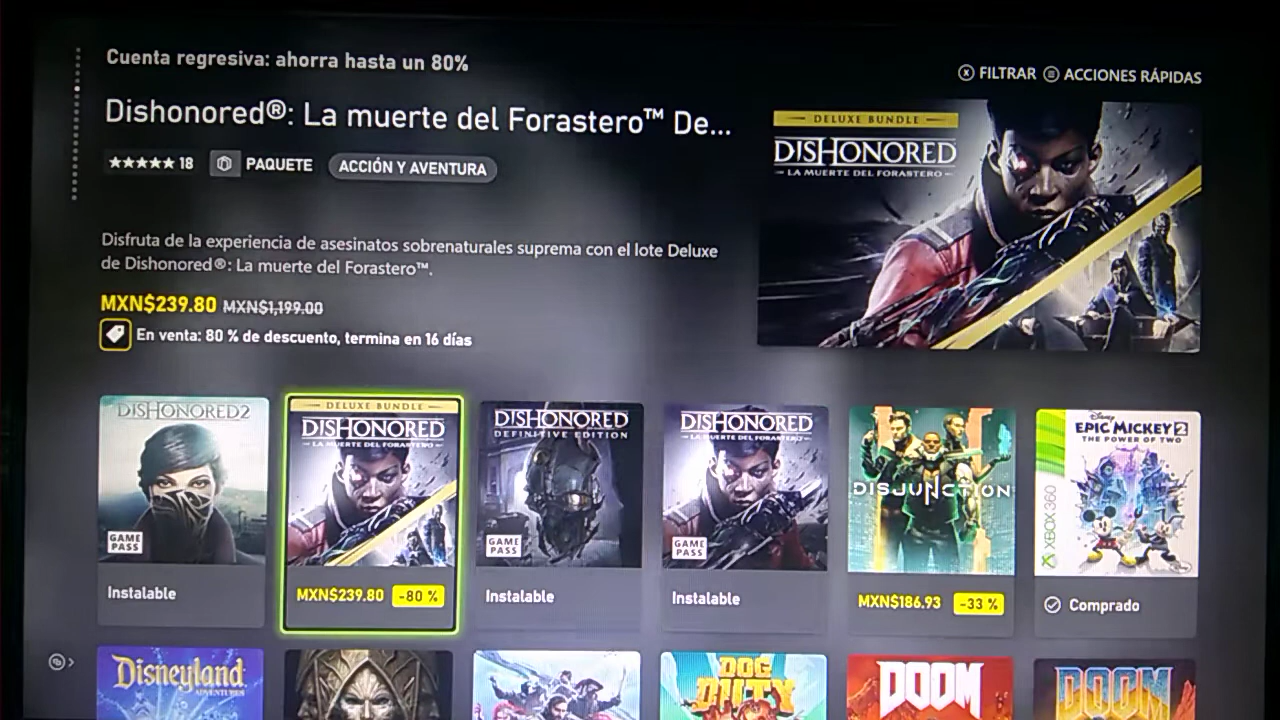 Cuenta regresiva: ahorra hasta un 80%
FILTRAR
ACCIONES RÁPIDAS
Dishonored®: La muerte del Forastero™ De...
★★★★★ 18
PAQUETE
ACCIÓN Y AVENTURA
DELUXE BUNDLE
DISHONORED
LA MUERTE DEL FORASTERO
Disfruta de la experiencia de asesinatos sobrenaturales suprema con el lote Deluxe
de Dishonored®: La muerte del Forastero™.
MXN$239.80 MXN$1,199.00
En venta: 80 % de descuento, termina en 16 días
DISHONORED 2
GAME
PASS
Instalable
DELUXE BUNDLE
DISHONORED
LA MUERTE DEL FORASTERO
MXN$239.80 -80 %
DISHONORED
DEFINITIVE EDITION
GAME
PASS
Instalable
DISHONORED
LA MUERTE DEL FORASTERO
GAME
PASS
Instalable
DISJUNCTION
MXN$186.93 -33 %
Disney
EPIC MICKEY 2
THE POWER OF TWO
XBOX 360
Comprado
Disneyland
ADVENTURES
DOG
DUTY
DOOM
DOOM